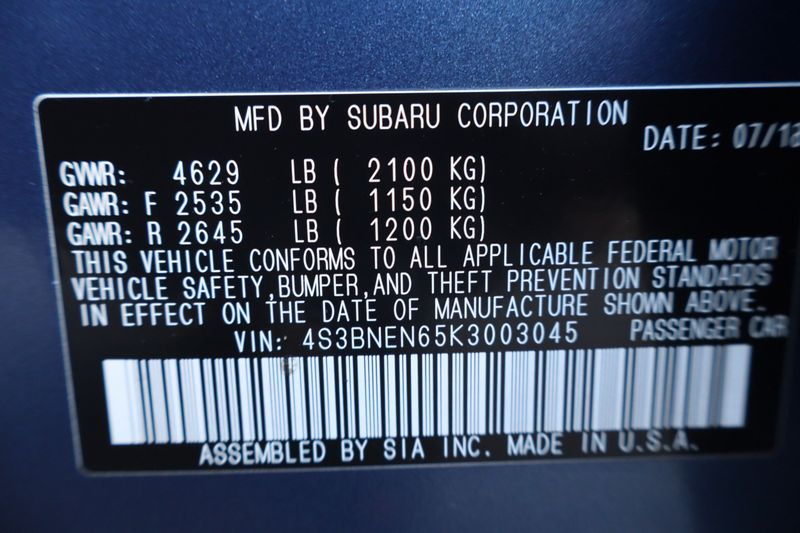 MFD BY SUBARU CORPORATION
DATE: 07/18
GVWR: 4629 LB ( 2100 KG)
GAWR: F 2535 LB ( 1150 KG)
GAWR: R 2645 LB ( 1200 KG)
THIS VEHICLE CONFORMS TO ALL APPLICABLE FEDERAL MOTOR
VEHICLE SAFETY,BUMPER,AND THEFT PREVENTION STANDARDS
IN EFFECT ON THE DATE OF MANUFACTURE SHOWN ABOVE.
VIN: 4S3BNEN65K3003045 PASSENGER CAR
ASSEMBLED BY SIA INC. MADE IN U.S.A.